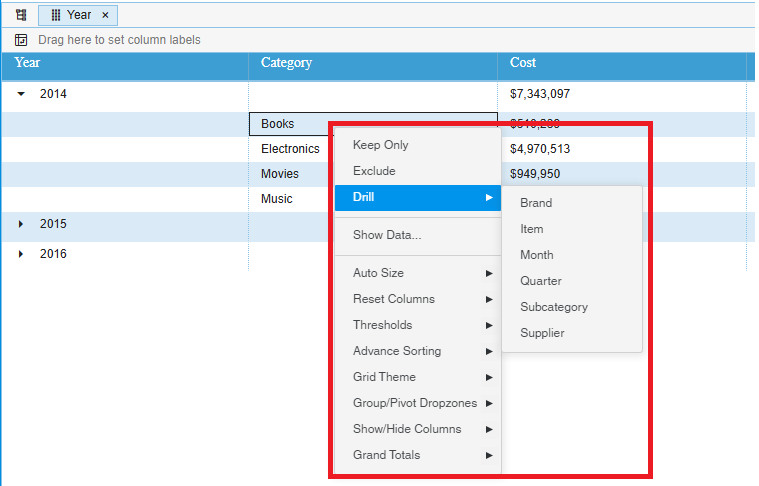 Year ×
Drag here to set column labels
Year Category Cost
2014 $7,343,097
Books
Electronics $4,970,513
Movies $949,950
Music
2015
2016
Keep Only
Exclude
Drill
Show Data...
Auto Size
Reset Columns
Thresholds
Advance Sorting
Grid Theme
Group/Pivot Dropzones
Show/Hide Columns
Grand Totals
Brand
Item
Month
Quarter
Subcategory
Supplier